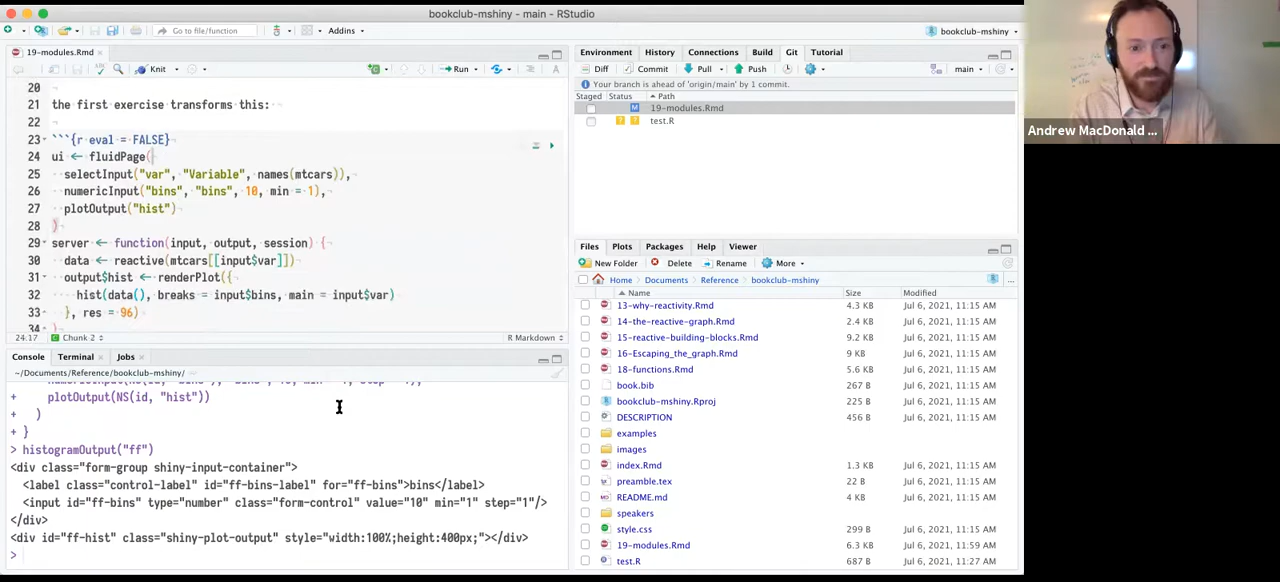 bookclub-mshiny - main - RStudio
Go to file/function
Addins
bookclub-mshiny
19-modules.Rmd
Knit
Run
20
21 the first exercise transforms this:
22
23 ```{r eval = FALSE}
24 ui ← fluidPage(
25 selectInput("var", "Variable", names(mtcars)),
26 numericInput("bins", "bins", 10, min = 1),
27 plotOutput("hist")
28 )
29 server ← function(input, output, session) {
30 data ← reactive(mtcars[[input$var]])
31 output$hist ← renderPlot({
32 hist(data(), breaks = input$bins, main = input$var)
33 }, res = 96)
34 }
24:17 Chunk 2 R Markdown
Console Terminal Jobs
~/Documents/Reference/bookclub-mshiny/
+ plotOutput(NS(id, "hist"))
+ )
+ }
> histogramOutput("ff")
<div class="form-group shiny-input-container">
<label class="control-label" id="ff-bins-label" for="ff-bins">bins</label>
<input id="ff-bins" type="number" class="form-control" value="10" min="1" step="1"/>
</div>
<div id="ff-hist" class="shiny-plot-output" style="width:100%;height:400px;"></div>
>
Environment History Connections Build Git Tutorial
Diff Commit Pull Push main
Your branch is ahead of 'origin/main' by 1 commit.
Staged Status Path
M 19-modules.Rmd
? ? test.R
Files Plots Packages Help Viewer
New Folder Delete Rename More
Home Documents Reference bookclub-mshiny ...
Name Size Modified
13-why-reactivity.Rmd 4.3 KB Jul 6, 2021, 11:15 AM
14-the-reactive-graph.Rmd 2.4 KB Jul 6, 2021, 11:15 AM
15-reactive-building-blocks.Rmd 9.2 KB Jul 6, 2021, 11:15 AM
16-Escaping_the_graph.Rmd 9 KB Jul 6, 2021, 11:15 AM
18-functions.Rmd 5.6 KB Jul 6, 2021, 11:15 AM
book.bib 267 B Jul 6, 2021, 11:15 AM
bookclub-mshiny.Rproj 225 B Jul 6, 2021, 11:15 AM
DESCRIPTION 456 B Jul 6, 2021, 11:15 AM
examples
images
index.Rmd 1.3 KB Jul 6, 2021, 11:15 AM
preamble.tex 22 B Jul 6, 2021, 11:15 AM
README.md 4 KB Jul 6, 2021, 11:15 AM
speakers
style.css 299 B Jul 6, 2021, 11:15 AM
19-modules.Rmd 6.3 KB Jul 6, 2021, 11:59 AM
test.R 687 B Jul 6, 2021, 11:27 AM
Andrew MacDonald ...